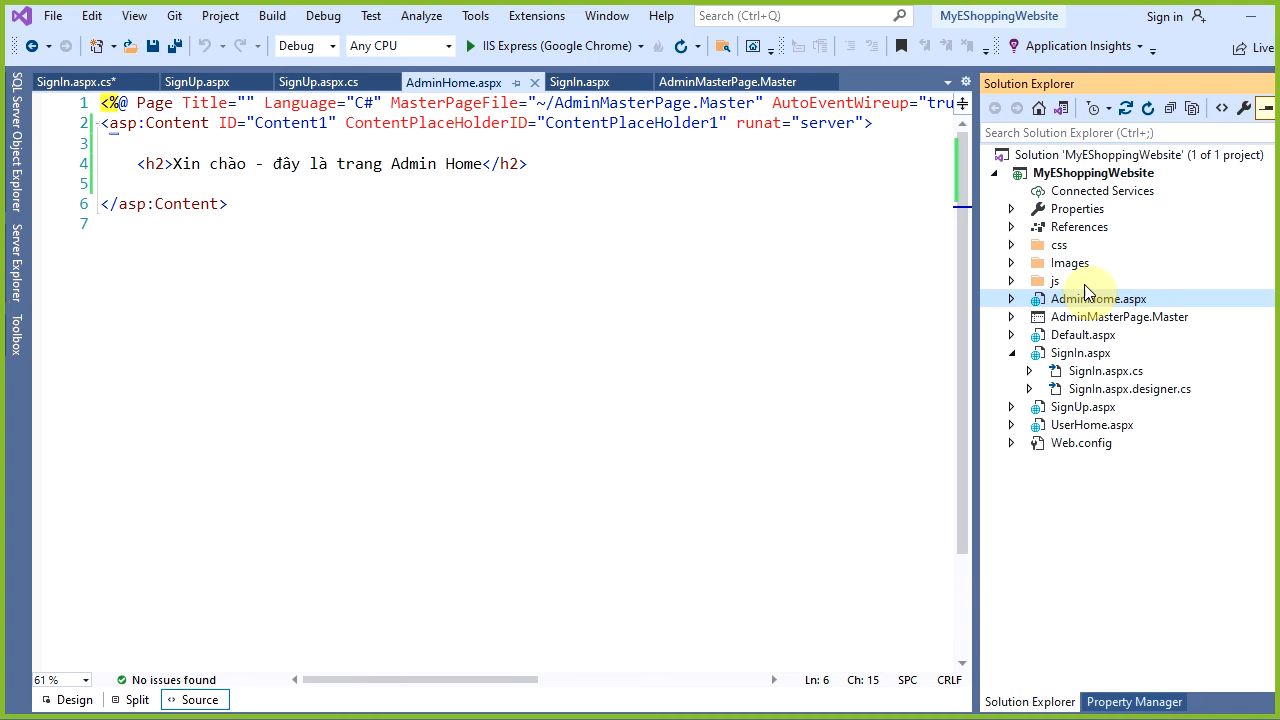 File Edit View Git Project Build Debug Test Analyze Tools Extensions Window Help Search (Ctrl+Q) MyEShoppingWebsite Sign in
Debug Any CPU IIS Express (Google Chrome) Application Insights Live
SignIn.aspx.cs* SignUp.aspx SignUp.aspx.cs AdminHome.aspx SignIn.aspx AdminMasterPage.Master
SQL Server Object Explorer
Server Explorer
Toolbox
1 <%@ Page Title="" Language="C#" MasterPageFile="~/AdminMasterPage.Master" AutoEventWireup="tru
2 <asp:Content ID="Content1" ContentPlaceHolderID="ContentPlaceHolder1" runat="server">
3
4 <h2>Xin chào - đây là trang Admin Home</h2>
5
6 </asp:Content>
7
61 % No issues found Ln: 6 Ch: 15 SPC CRLF
Design Split Source
Solution Explorer
Search Solution Explorer (Ctrl+;)
Solution 'MyEShoppingWebsite' (1 of 1 project)
MyEShoppingWebsite
Connected Services
Properties
References
css
Images
js
AdminHome.aspx
AdminMasterPage.Master
Default.aspx
SignIn.aspx
SignIn.aspx.cs
SignIn.aspx.designer.cs
SignUp.aspx
UserHome.aspx
Web.config
Solution Explorer Property Manager